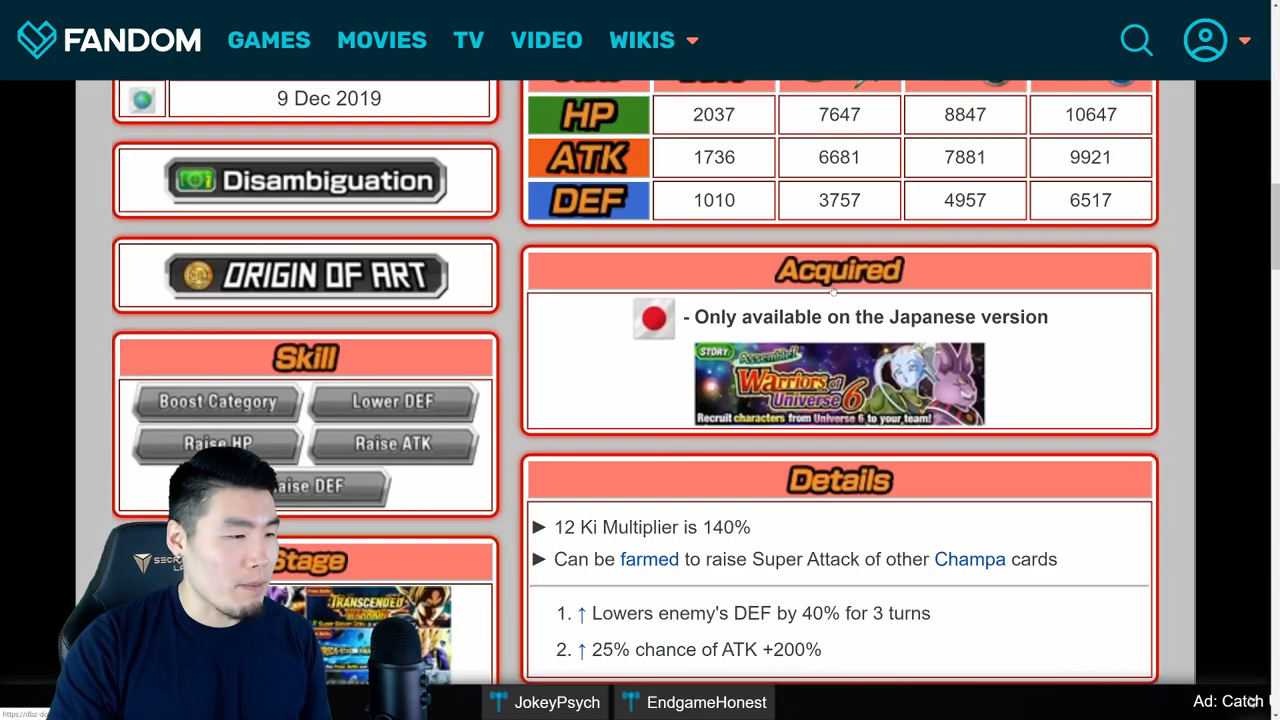 FANDOM GAMES MOVIES TV VIDEO WIKIS
9 Dec 2019
HP 2037 7647 8847 10647
ATK 1736 6681 7881 9921
DEF 1010 3757 4957 6517
Disambiguation
ORIGIN OF ART
Acquired
- Only available on the Japanese version
STORY Assemble!
Warriors of
Universe 6
Recruit characters from Universe 6 to your team!
Skill
Boost Category Lower DEF
Raise HP Raise ATK
aise DEF
Details
► 12 Ki Multiplier is 140%
► Can be farmed to raise Super Attack of other Champa cards
1. ↑ Lowers enemy's DEF by 40% for 3 turns
2. ↑ 25% chance of ATK +200%
Stage
TRANSCENDED
JokeyPsych EndgameHonest
Ad: Catch